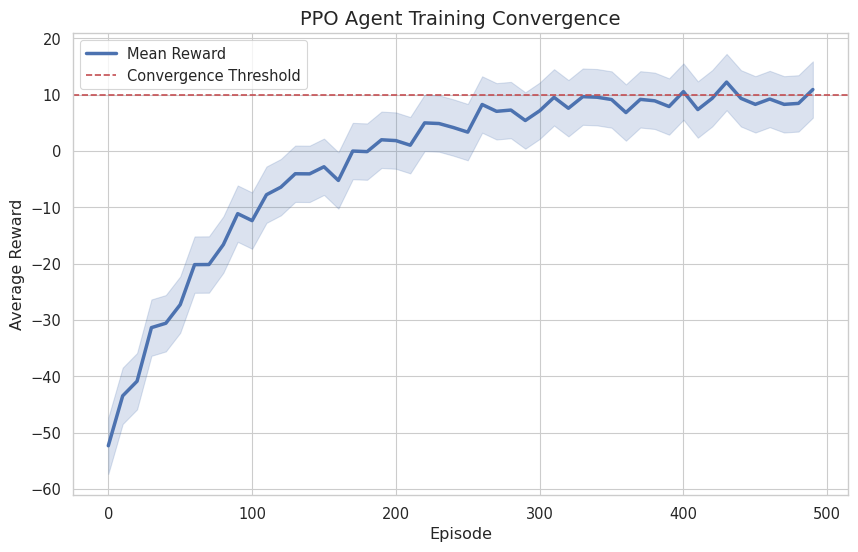 PPO Agent Training Convergence
Mean Reward
Convergence Threshold
20
10
0
−10
−20
−30
−40
−50
−60
Average Reward
0 100 200 300 400 500
Episode